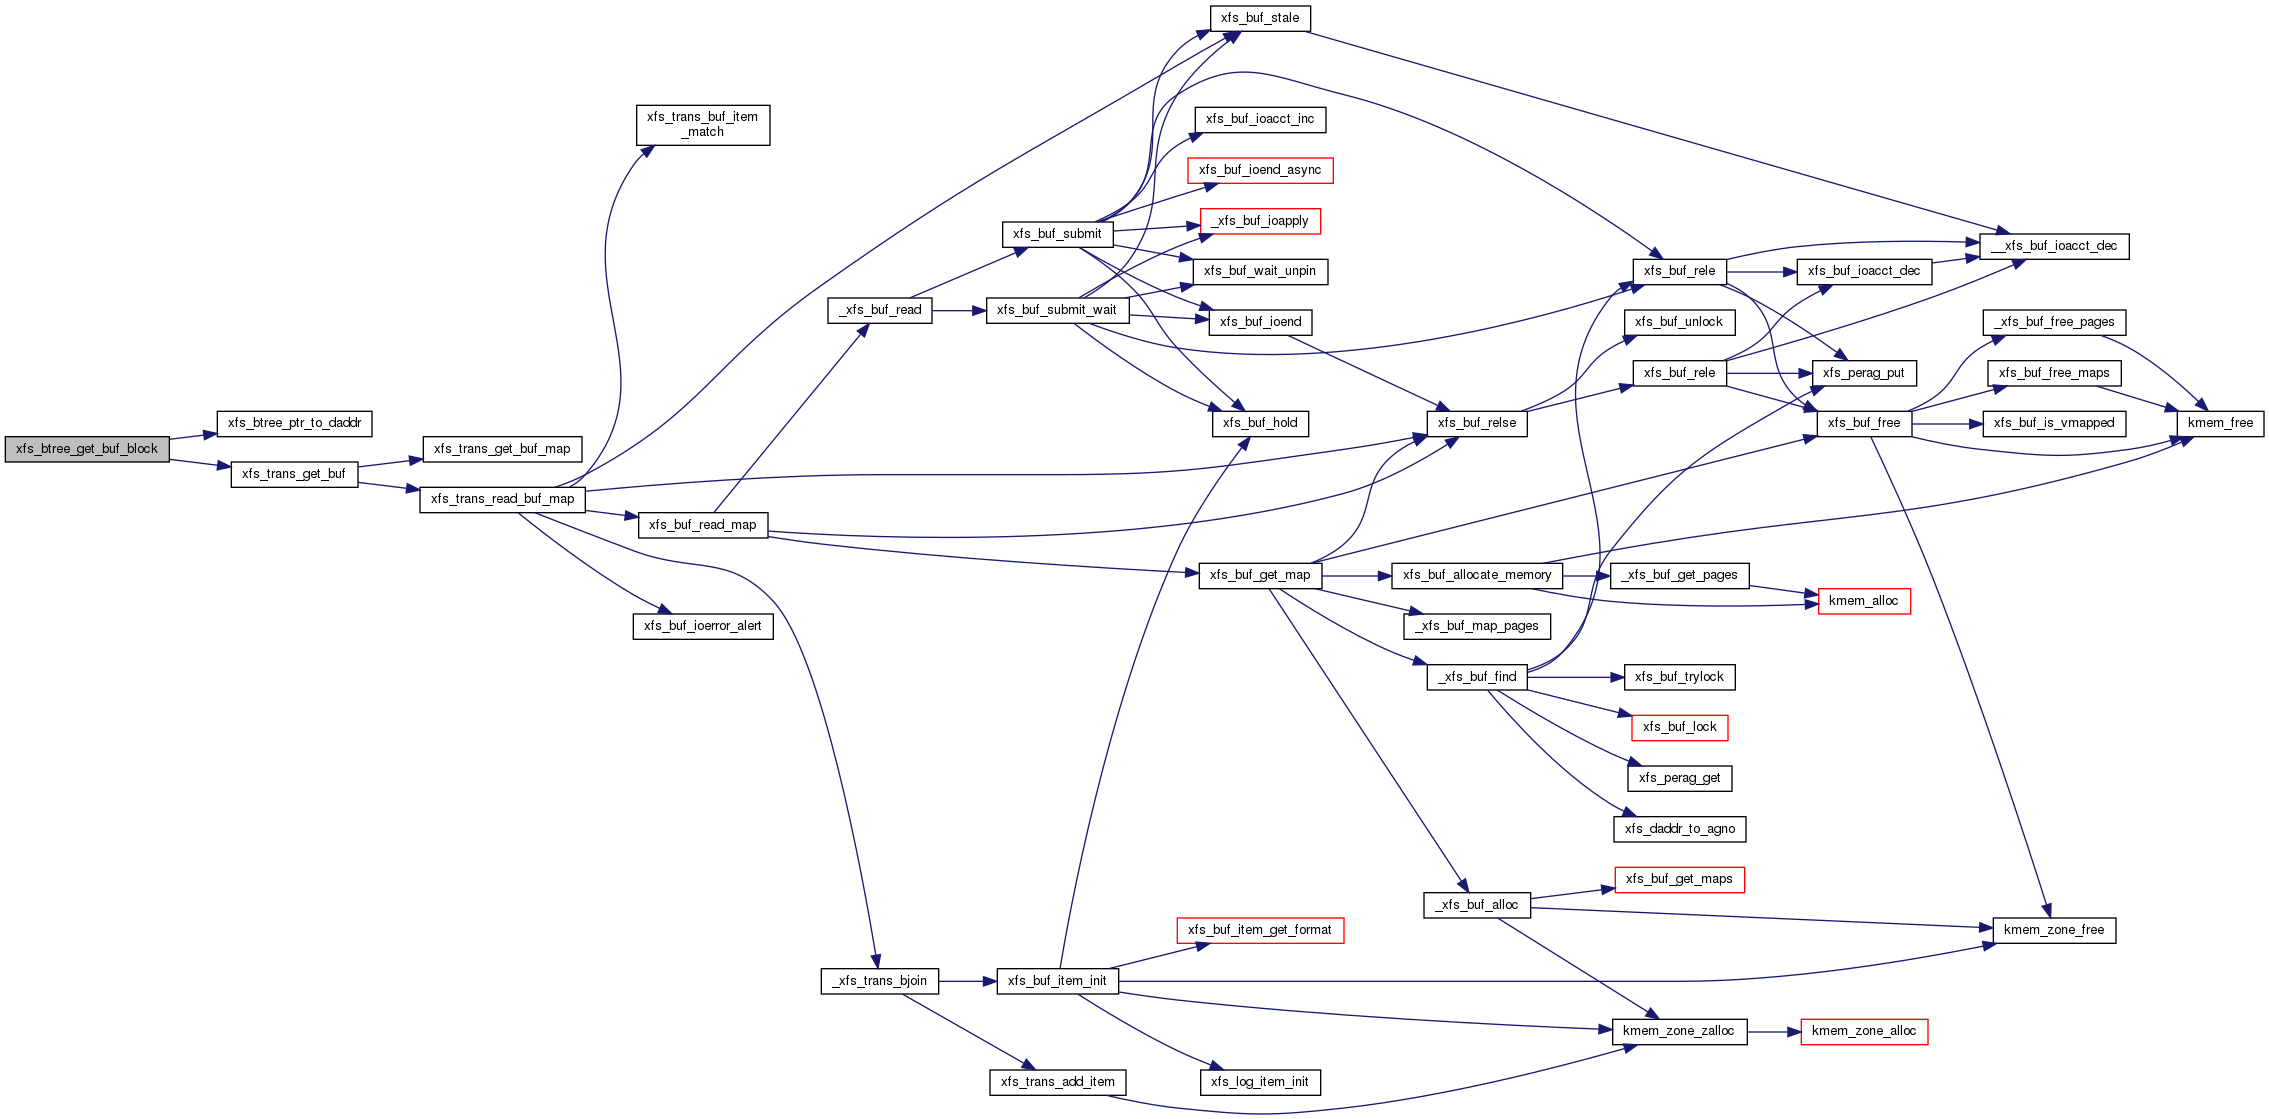 xfs_buf_stale
xfs_trans_buf_item
_match
xfs_buf_ioacct_inc
xfs_buf_ioend_async
_xfs_buf_ioapply
xfs_buf_submit
__xfs_buf_ioacct_dec
xfs_buf_wait_unpin
xfs_buf_rele
xfs_buf_ioacct_dec
_xfs_buf_read
xfs_buf_submit_wait
xfs_buf_ioend
xfs_buf_unlock
_xfs_buf_free_pages
xfs_buf_rele
xfs_perag_put
xfs_buf_free_maps
xfs_btree_ptr_to_daddr
xfs_buf_hold
xfs_buf_relse
xfs_buf_free
xfs_buf_is_vmapped
kmem_free
xfs_btree_get_buf_block
xfs_trans_get_buf_map
xfs_trans_get_buf
xfs_trans_read_buf_map
xfs_buf_read_map
xfs_buf_get_map
xfs_buf_allocate_memory
_xfs_buf_get_pages
kmem_alloc
xfs_buf_ioerror_alert
_xfs_buf_map_pages
_xfs_buf_find
xfs_buf_trylock
xfs_buf_lock
xfs_perag_get
xfs_daddr_to_agno
xfs_buf_get_maps
_xfs_buf_alloc
xfs_buf_item_get_format
kmem_zone_free
_xfs_trans_bjoin
xfs_buf_item_init
kmem_zone_zalloc
kmem_zone_alloc
xfs_trans_add_item
xfs_log_item_init